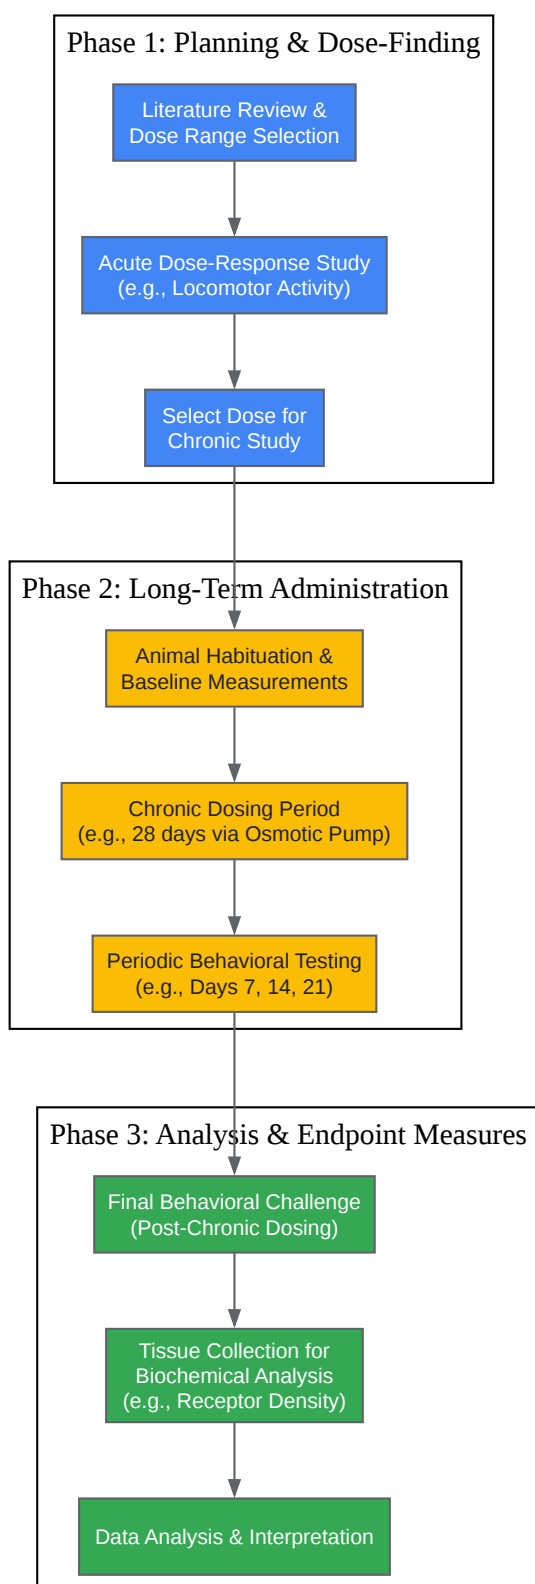 Phase 1: Planning & Dose-Finding
Literature Review &
Dose Range Selection
Acute Dose-Response Study
(e.g., Locomotor Activity)
Select Dose for
Chronic Study
Phase 2: Long-Term Administration
Animal Habituation &
Baseline Measurements
Chronic Dosing Period
(e.g., 28 days via Osmotic Pump)
Periodic Behavioral Testing
(e.g., Days 7, 14, 21)
Phase 3: Analysis & Endpoint Measures
Final Behavioral Challenge
(Post-Chronic Dosing)
Tissue Collection for
Biochemical Analysis
(e.g., Receptor Density)
Data Analysis & Interpretation